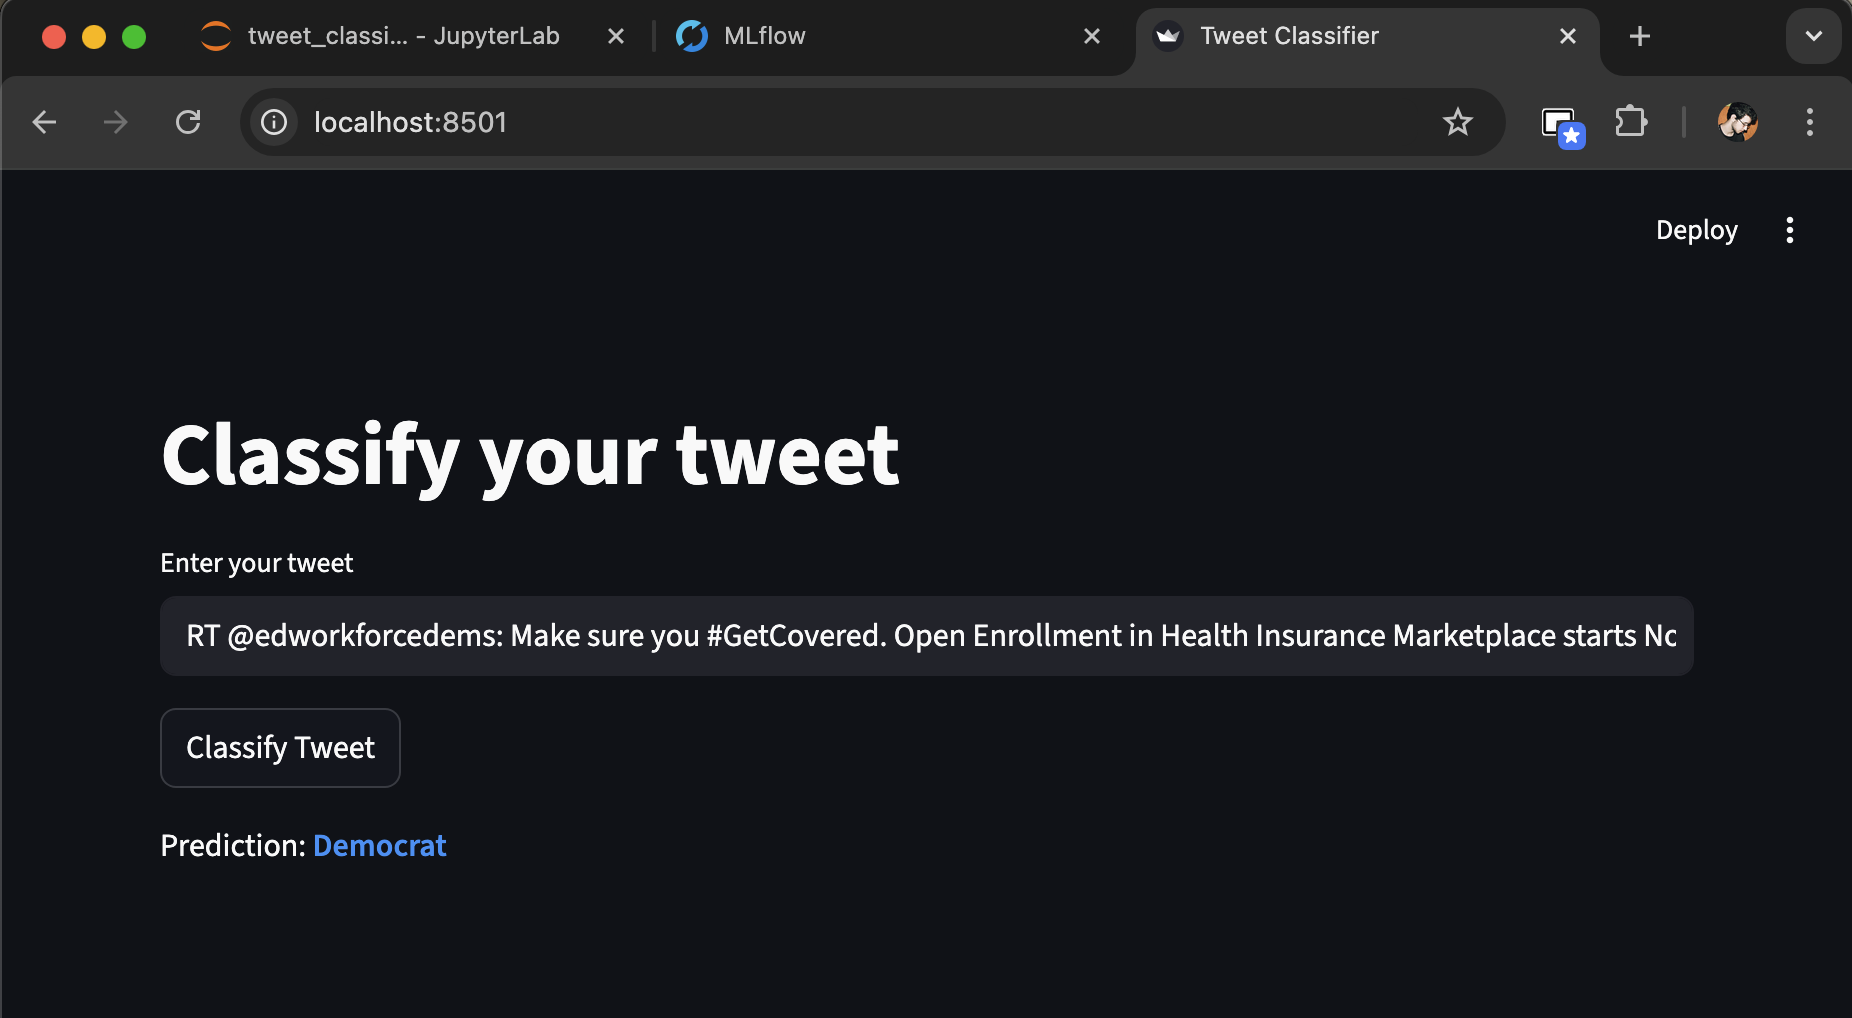 tweet_classi... - JupyterLab
MLflow
Tweet Classifier
localhost:8501
Deploy
Classify your tweet
Enter your tweet
RT @edworkforcedems: Make sure you #GetCovered. Open Enrollment in Health Insurance Marketplace starts
Classify Tweet
Prediction: Democrat